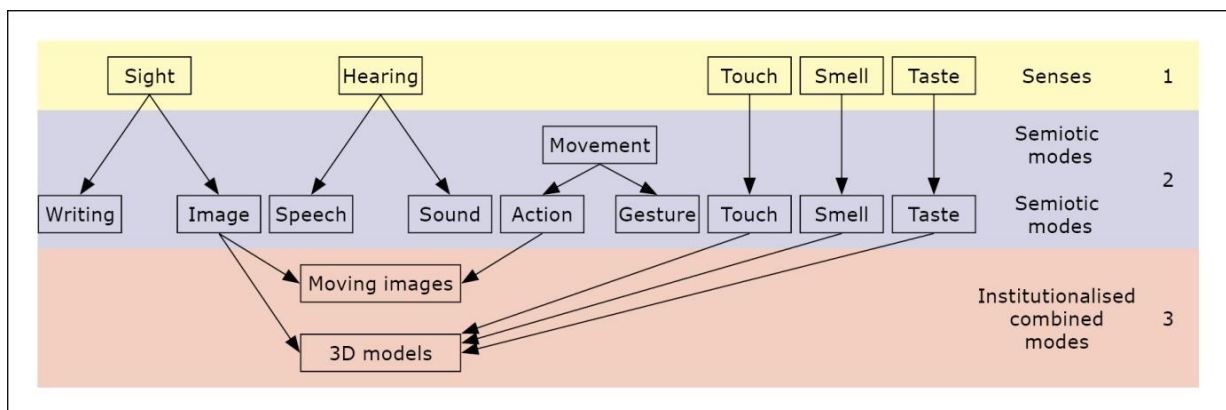 Sight Hearing Touch Smell Taste Senses 1
Semiotic
modes
Movement
2
Writing Image Speech Sound Action Gesture Touch Smell Taste Semiotic
modes
Moving images
Institutionalised
combined
modes
3
3D models